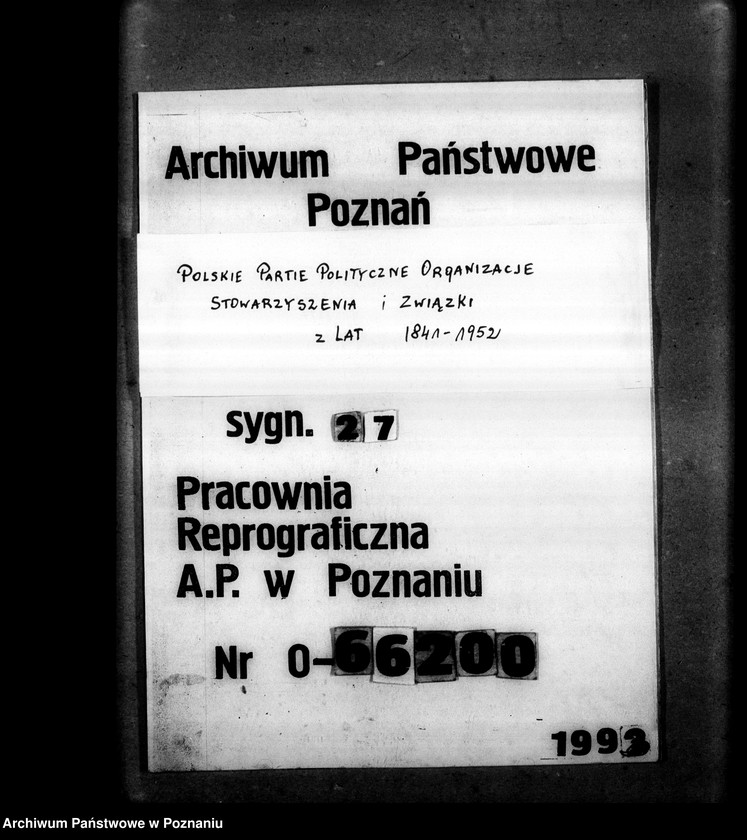 Archiwum Państwowe
Poznań
POLSKIE PARTIE POLITYCZNE ORGANIZACJE
STOWARZYSZENIA i ZWIĄZKI
z LAT 1841-1952
sygn. 27
Pracownia
Reprograficzna
A.P. w Poznaniu
Nr 0-66200
1993
Archiwum Państwowe w Poznaniu